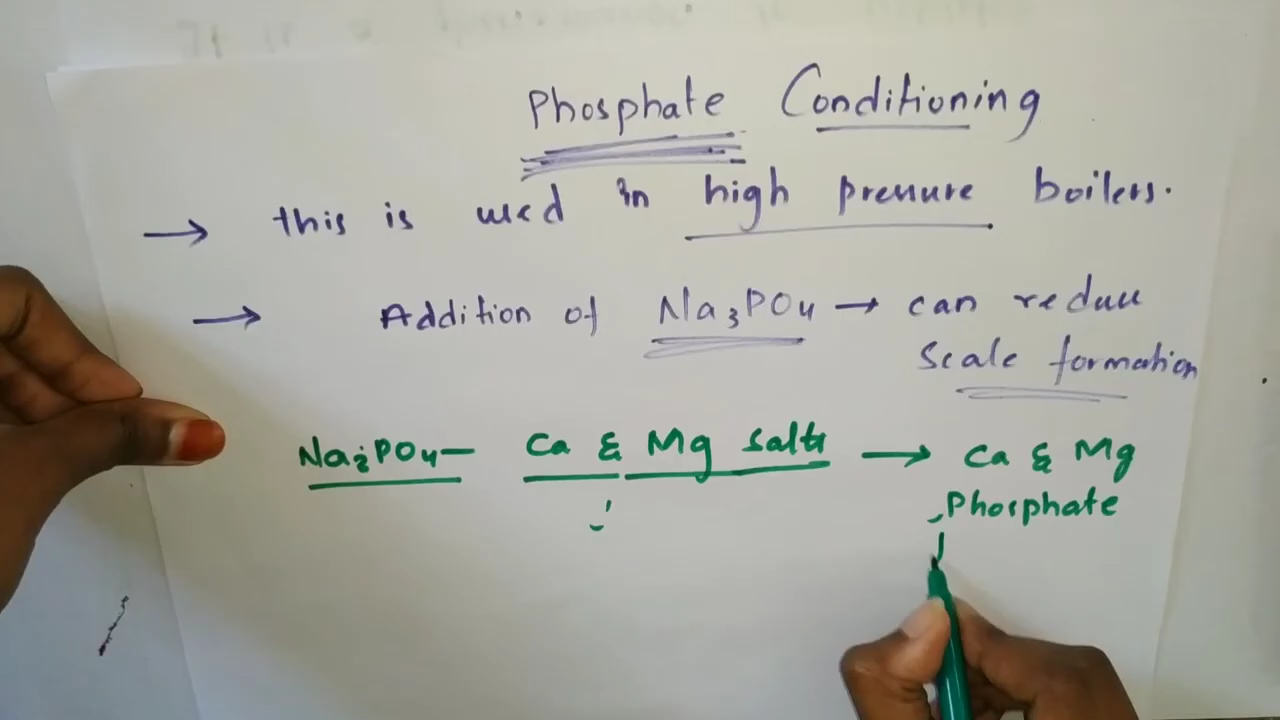 Phosphate Conditioning
→ this is used in high pressure boilers.
→ Addition of Na₃PO₄ → can reduce
scale formation
Na₃PO₄ — Ca & Mg salts → Ca & Mg
Phosphate